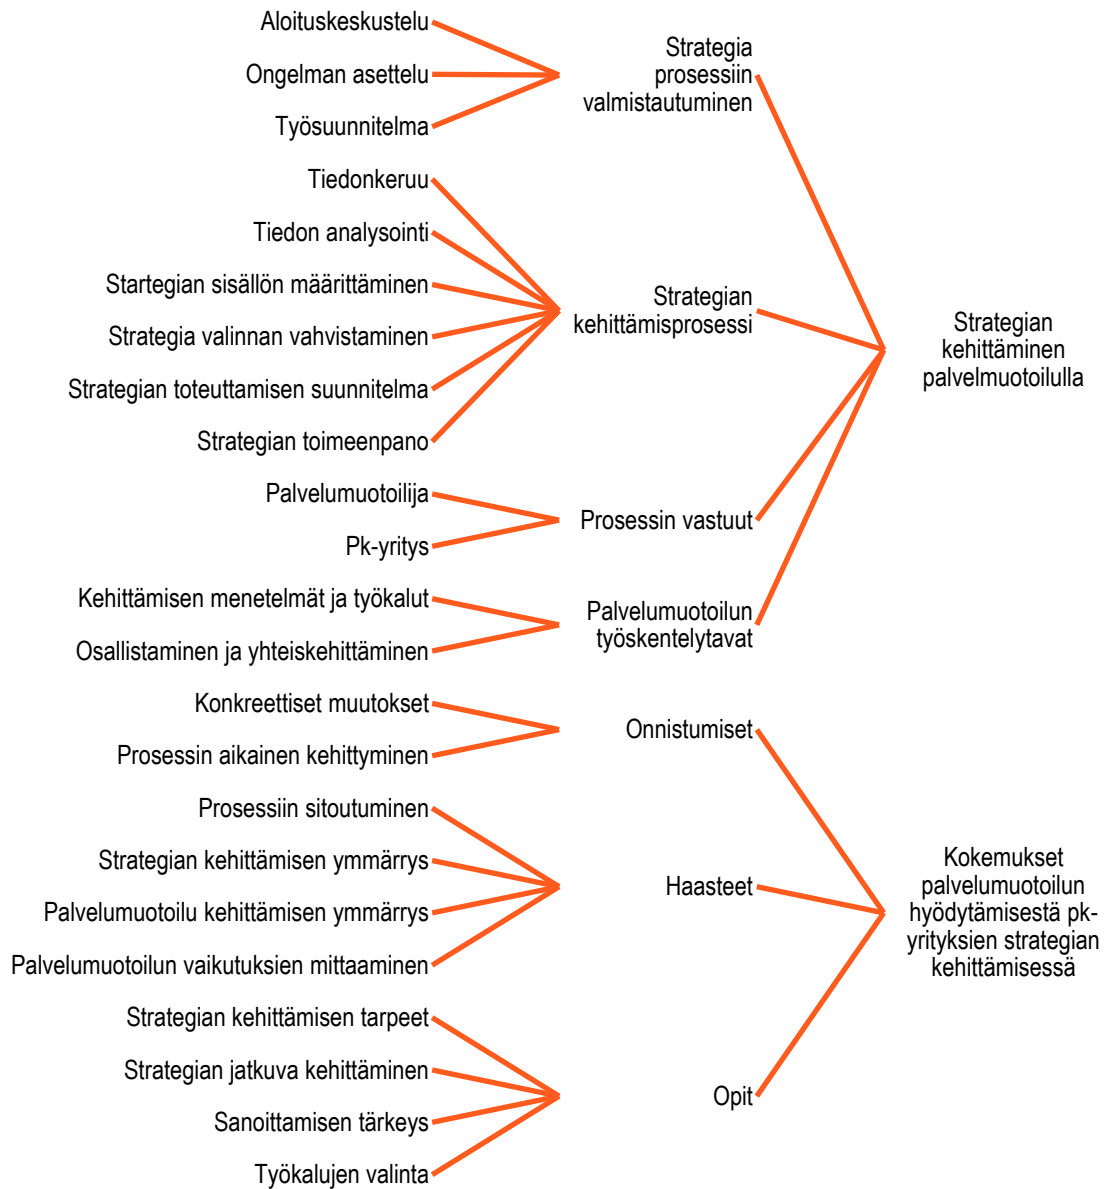 Aloituskeskustelu
Ongelman asettelu
Työsuunnitelma
Tiedonkeruu
Tiedon analysointi
Startegian sisällön määrittäminen
Strategia valinnan vahvistaminen
Strategian toteuttamisen suunnitelma
Strategian toimeenpano
Palvelumuotoilija
Pk-yritys
Kehittämisen menetelmät ja työkalut
Osallistaminen ja yhteiskehittäminen
Konkreettiset muutokset
Prosessin aikainen kehittyminen
Prosessiin sitoutuminen
Strategian kehittämisen ymmärrys
Palvelumuotoilu kehittämisen ymmärrys
Palvelumuotoilun vaikutuksien mittaaminen
Strategian kehittämisen tarpeet
Strategian jatkuva kehittäminen
Sanoittamisen tärkeys
Työkalujen valinta
Strategia
prosessiin
valmistautuminen
Strategian
kehittämisprosessi
Prosessin vastuut
Palvelumuotoilun
työskentelytavat
Onnistumiset
Haasteet
Opit
Strategian
kehittäminen
palvelmuotoilulla
Kokemukset
palvelumuotoilun
hyödytämisestä pk-
yrityksien strategian
kehittämisessä